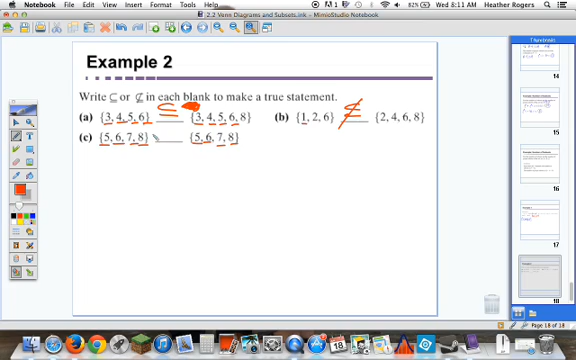 Notebook File Edit View Insert Format Tools Help 82% Wed 8:11 AM Heather Rogers
2.2 Venn Diagrams and Subsets.ink — MimioStudio Notebook
Example 2
Write ⊆ or ⊈ in each blank to make a true statement.
(a) {3, 4, 5, 6} ⊆ {3, 4, 5, 6, 8} (b) {1, 2, 6} ⊈ {2, 4, 6, 8}
(c) {5, 6, 7, 8} ____ {5, 6, 7, 8}
14
15
16
17
18
Page 18 of 18